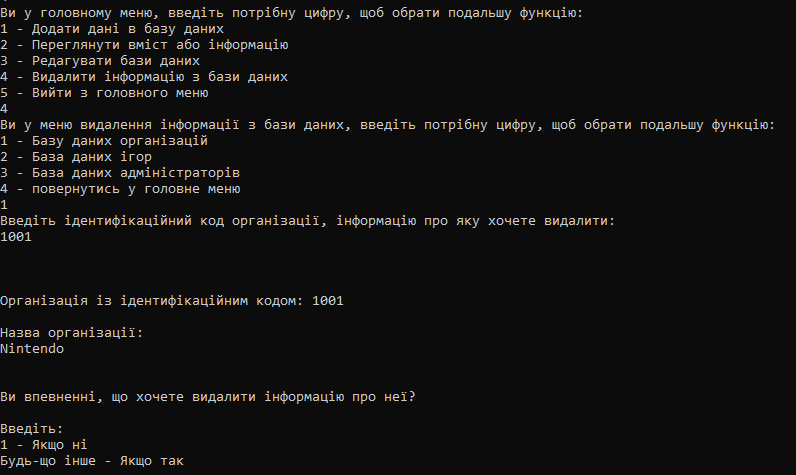 Ви у головному меню, введіть потрібну цифру, щоб обрати подальшу функцію:
1 - Додати дані в базу даних
2 - Переглянути вміст або інформацію
3 - Редагувати бази даних
4 - Видалити інформацію з бази даних
5 - Вийти з головного меню
4
Ви у меню видалення інформації з бази даних, введіть потрібну цифру, щоб обрати подальшу функцію:
1 - Базу даних організацій
2 - База даних ігор
3 - База даних адміністраторів
4 - повернутись у головне меню
1
Введіть ідентифікаційний код організації, інформацію про яку хочете видалити:
1001
Організація із ідентифікаційним кодом: 1001
Назва організації:
Nintendo
Ви впевненні, що хочете видалити інформацію про неї?
Введіть:
1 - Якщо ні
Будь-що інше - Якщо так